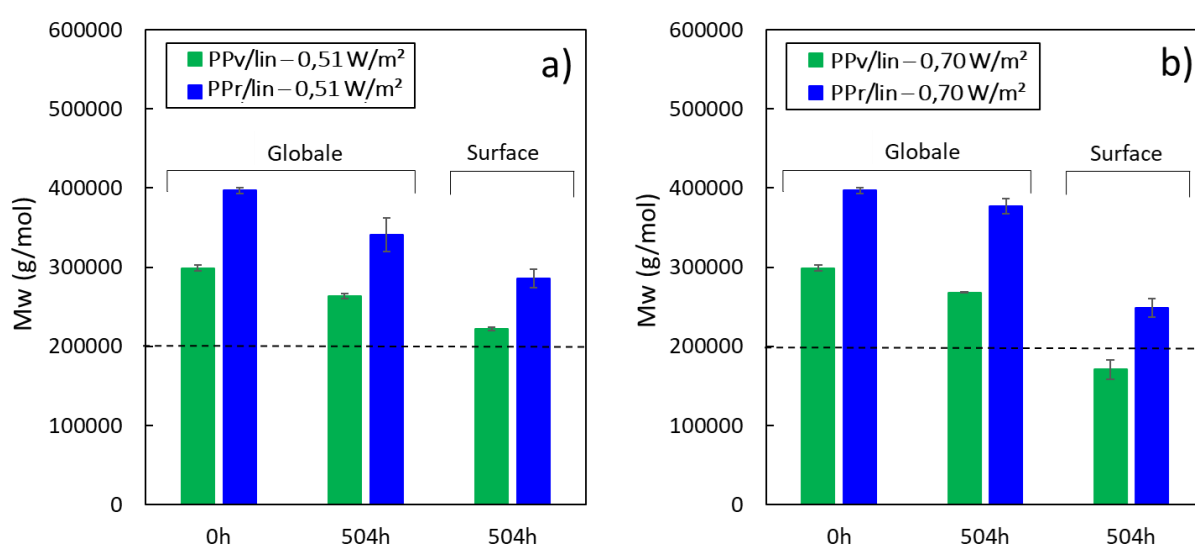 600000
500000
400000
300000
200000
100000
0
Mw (g/mol)
PPv/lin – 0,51 W/m²
PPr/lin – 0,51 W/m²
a)
Globale
Surface
0h
504h
504h
600000
500000
400000
300000
200000
100000
0
Mw (g/mol)
PPv/lin – 0,70 W/m²
PPr/lin – 0,70 W/m²
b)
Globale
Surface
0h
504h
504h